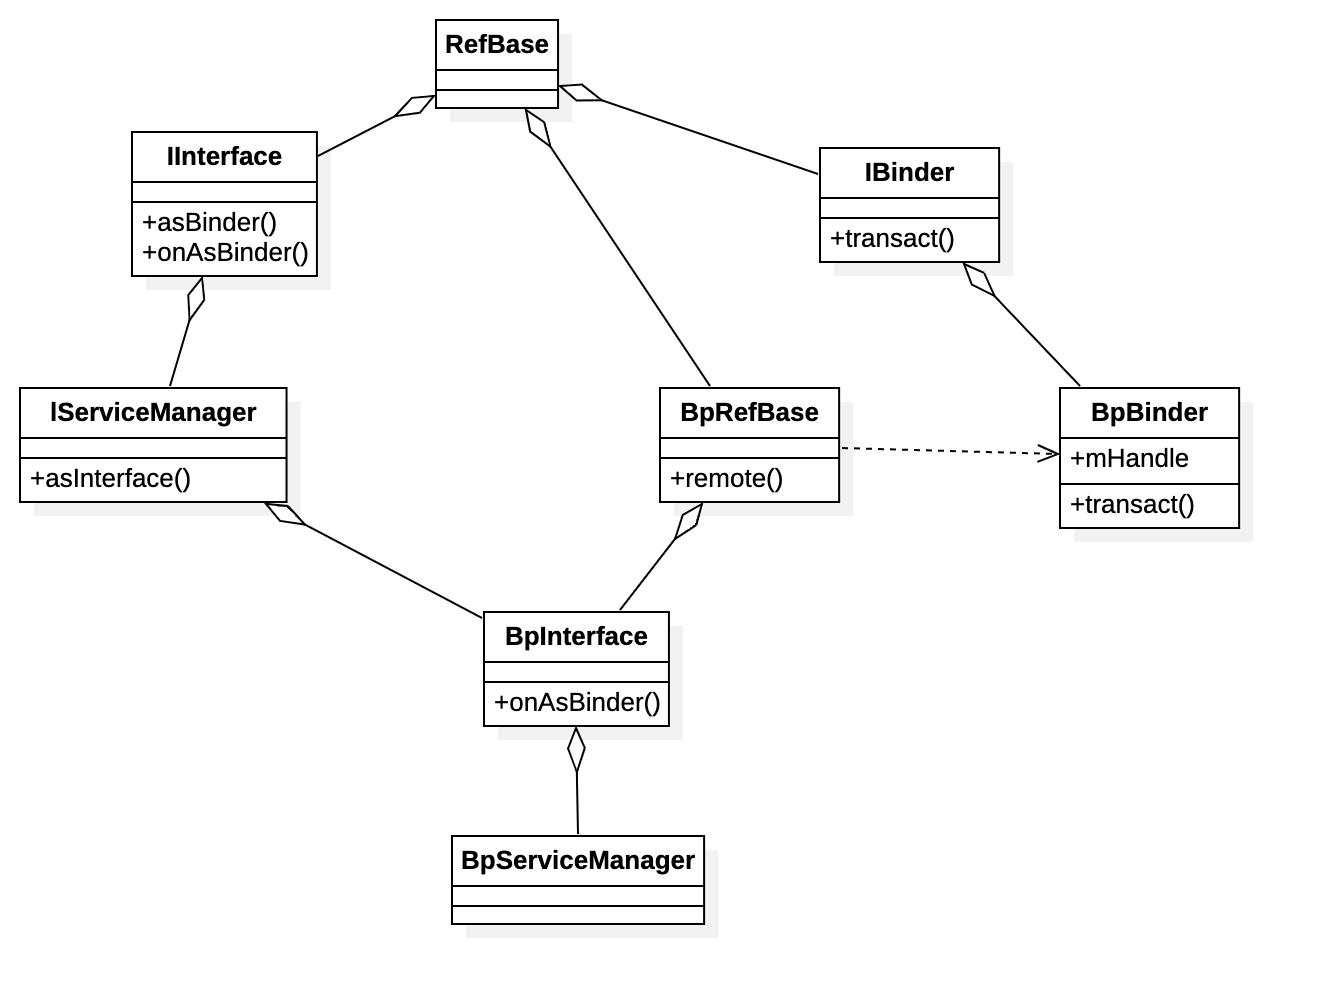 RefBase
IInterface
+asBinder()
+onAsBinder()
IBinder
+transact()
IServiceManager
+asInterface()
BpRefBase
+remote()
BpBinder
+mHandle
+transact()
BpInterface
+onAsBinder()
BpServiceManager